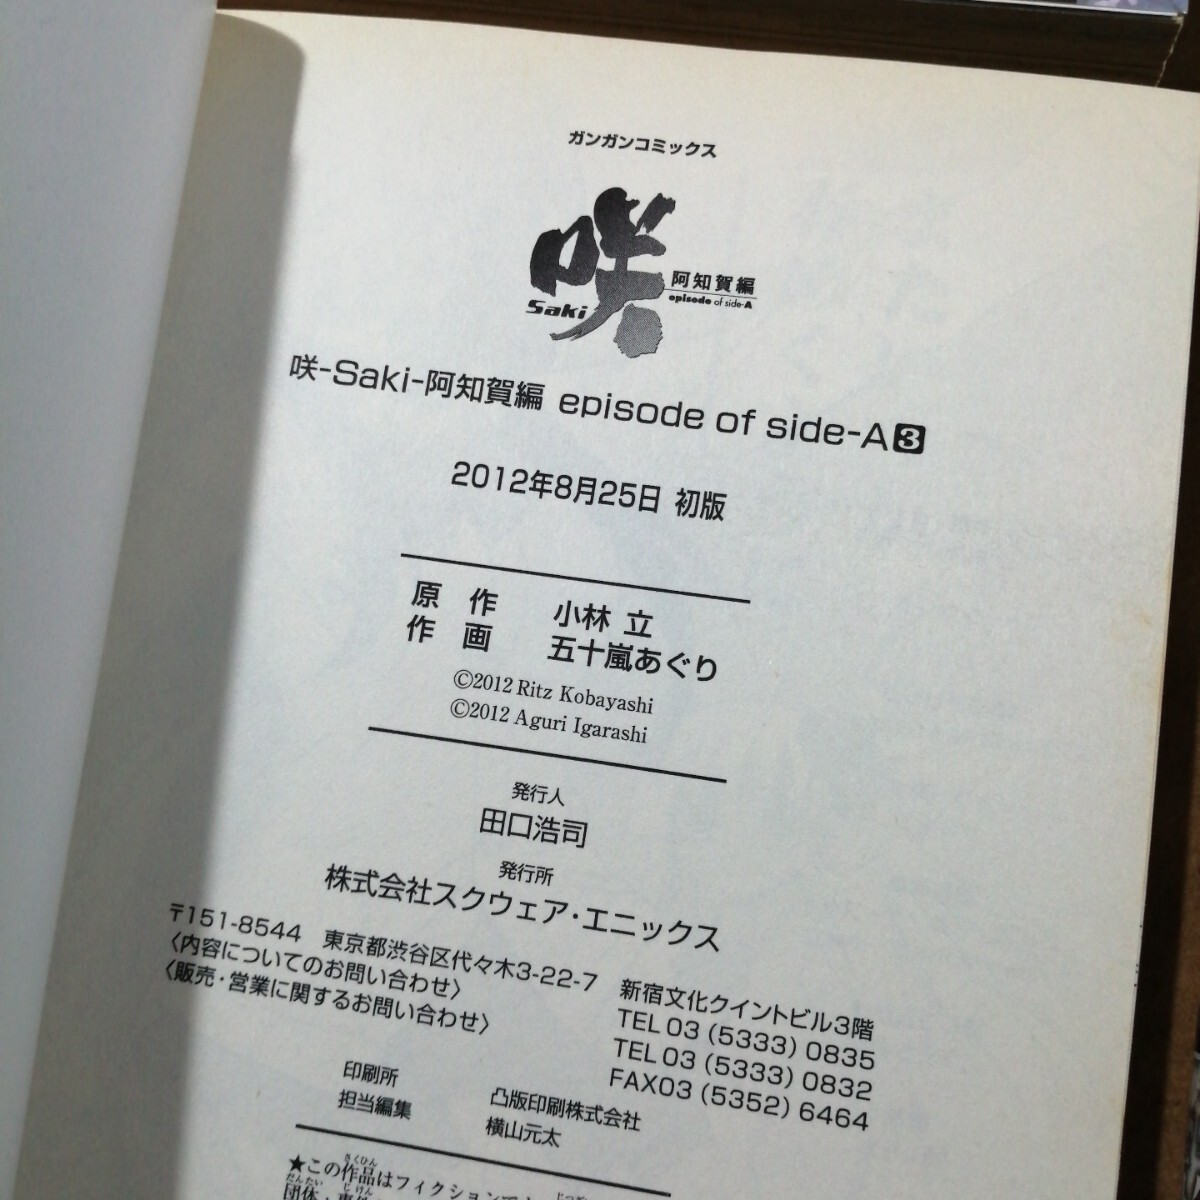 ガンガンコミックス
咲
Saki
阿知賀編
episode of side-A
咲-Saki-阿知賀編 episode of side-A3
2012年8月25日 初版
原作 小林 立
作画 五十嵐あぐり
©2012 Ritz Kobayashi
©2012 Aguri Igarashi
発行人
田口浩司
発行所
株式会社スクウェア・エニックス
〒151-8544 東京都渋谷区代々木3-22-7 新宿文化クイントビル3階
〈内容についてのお問い合わせ〉 TEL 03 (5333) 0835
〈販売・営業に関するお問い合わせ〉 TEL 03 (5333) 0832
FAX03 (5352) 6464
印刷所 凸版印刷株式会社
担当編集 横山元太
★この作品はフィクションで
団体・事